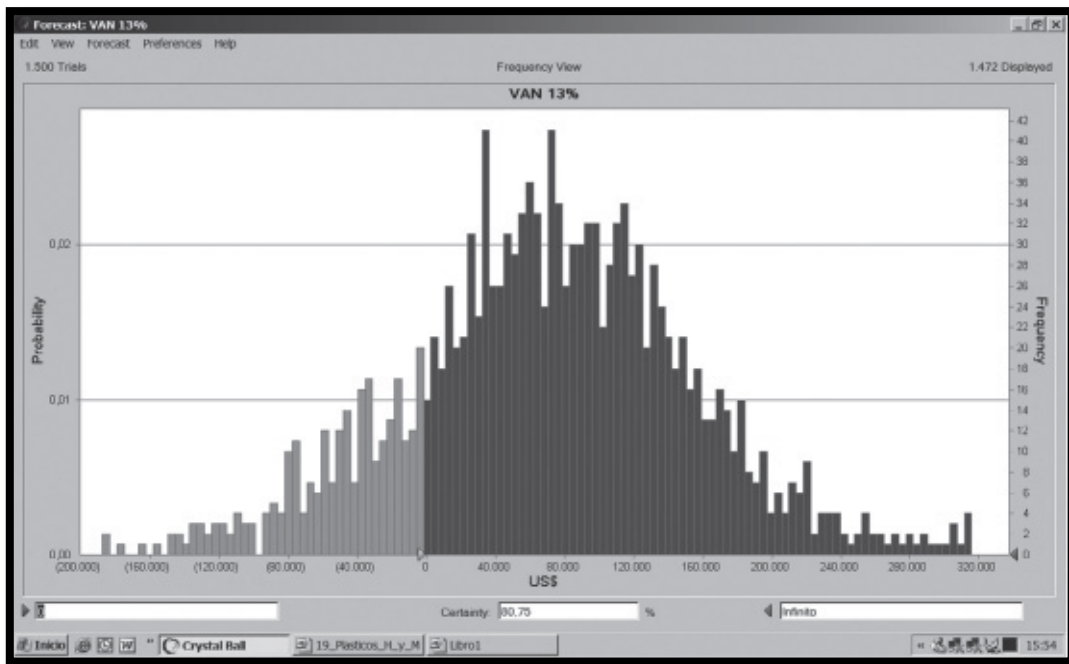 Forecast: VAN 13%
Edit View Forecast Preferences Help
1.500 Trials Frequency View 1.472 Displayed
VAN 13%
Probability
0,02
0,01
0,00
Frequency
42
40
38
36
34
32
30
28
26
24
22
20
18
16
14
12
10
8
6
4
2
0
(200.000) (160.000) (120.000) (80.000) (40.000) 0 40.000 80.000 120.000 160.000 200.000 240.000 280.000 320.000
US$
0 Certainty: 80,75 % Infinito
Inicio Crystal Ball 19_Plasticos_H_y_M Libro1 15:54